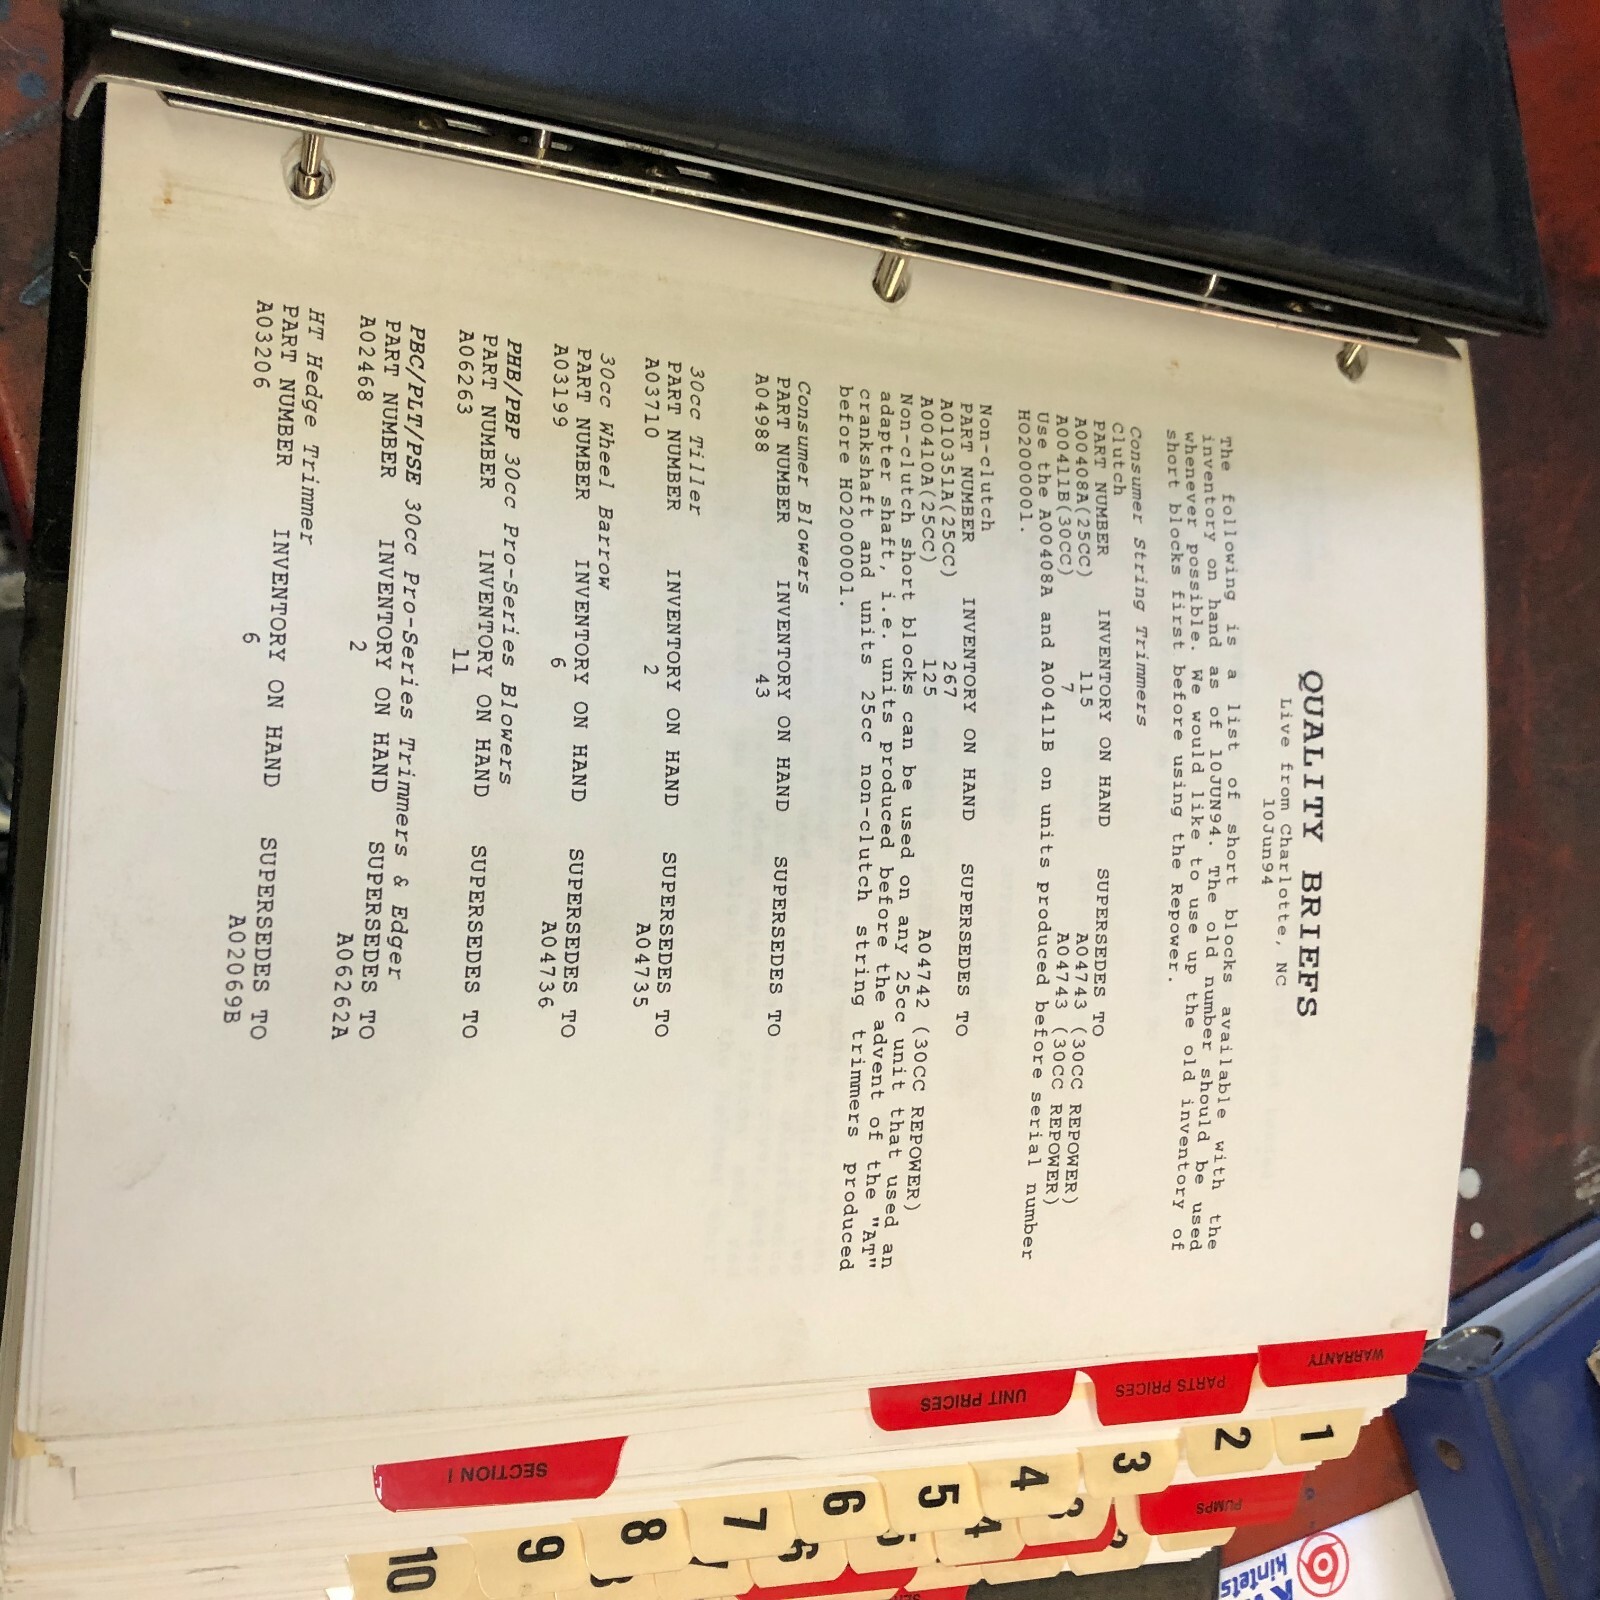 QUALITY BRIEFS
Live from Charlotte, NC
10Jun94
The following is a list of short blocks available with the
inventory on hand as of 10JUN94. The old number should be used
whenever possible. We would like to use up the old inventory of
short blocks first before using the Repower.
Consumer String Trimmers
Clutch
PART NUMBER INVENTORY ON HAND SUPERSEDES TO
A00408A(25CC) 115 A04743 (30CC REPOWER)
A00411B(30CC) 7 A04743 (30CC REPOWER)
Use the A00408A and A00411B on units produced before serial number
HO2000001.
Non-clutch
PART NUMBER INVENTORY ON HAND SUPERSEDES TO
A010351A(25CC) 267
A00410A(25CC) 125 A04742 (30CC REPOWER)
Non-clutch short blocks can be used on any 25cc unit that used an
adapter shaft, i.e. units produced before the advent of the "AT"
crankshaft and units 25cc non-clutch string trimmers produced
before HO2000001.
Consumer Blowers
PART NUMBER INVENTORY ON HAND SUPERSEDES TO
A04988 43
30cc Tiller
PART NUMBER INVENTORY ON HAND SUPERSEDES TO
A03710 2 A04735
30cc Wheel Barrow
PART NUMBER INVENTORY ON HAND SUPERSEDES TO
A03199 6 A04736
PHB/PBP 30cc Pro-Series Blowers
PART NUMBER INVENTORY ON HAND SUPERSEDES TO
A06263 11
PBC/PLT/PSE 30cc Pro-Series Trimmers & Edger
PART NUMBER INVENTORY ON HAND SUPERSEDES TO
A02468 2 A06262A
HT Hedge Trimmer
PART NUMBER INVENTORY ON HAND SUPERSEDES TO
A03206 6 A02069B
WARRANTY
PARTS PRICES
UNIT PRICES
SECTION I
1
2
3
4
5
6
7
8
9
10
PUMPS
kintets